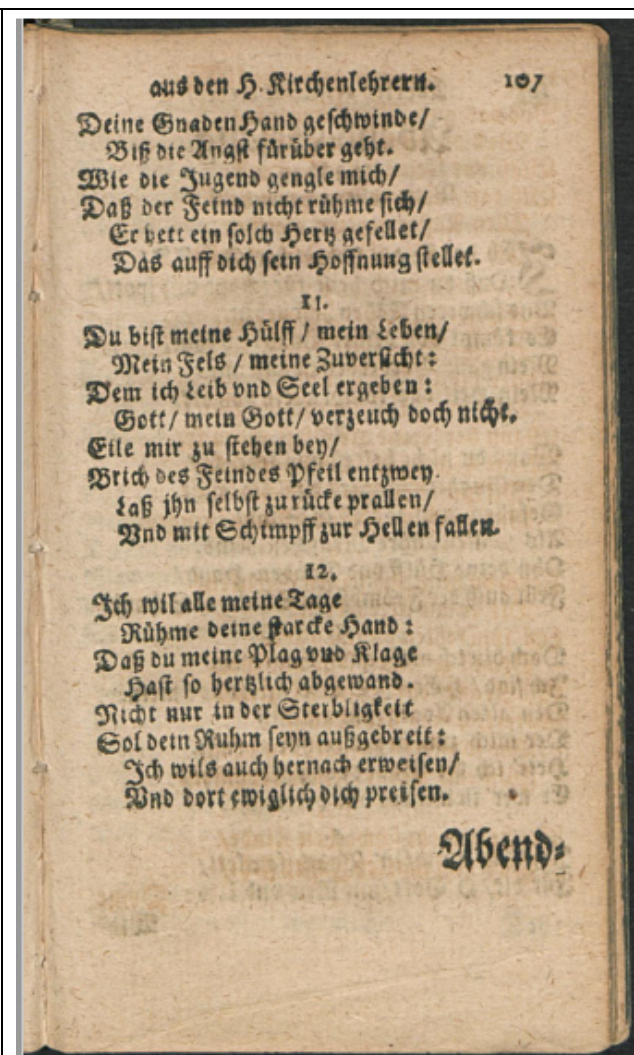 aus den H. Kirchenlehrern. 107
Deine Gnaden Hand geschwinde/
Biß die Angst fürüber geht.
Wie die Jugend gengle mich/
Daß der Feind nicht rühme sich/
Er hett ein solch Hertz gefellet/
Das auff dich sein Hoffnung stellet.
11.
Du bist meine Hülff / mein Leben/
Mein Fels / meine Zuversicht:
Dem ich Leib vnd Seel ergeben:
Gott/ mein Gott/ verzeuch doch nicht.
Eile mir zu stehen bey/
Brich des Feindes Pfeil entzwey.
Laß jhn selbst zu rücke prallen/
Vnd mit Schimpff zur Hellen fallen.
12.
Ich wil alle meine Tage
Rühme deine starcke Hand:
Daß du meine Plag vnd Klage
Hast so hertzlich abgewand.
Nicht nur in der Sterbligkeit
Sol dein Ruhm seyn außgebreit:
Ich wils auch hernach erweisen/
Vnd dort ewiglich dich preisen.
Abend-